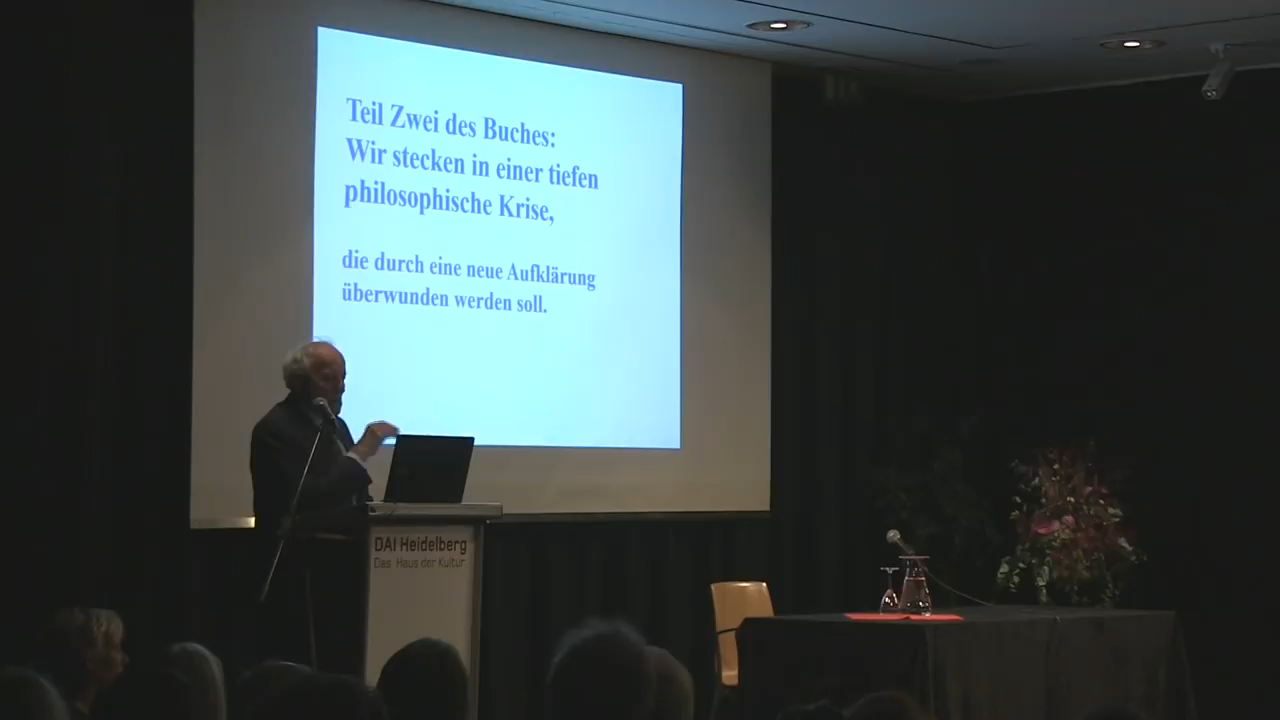 Teil Zwei des Buches:
Wir stecken in einer tiefen
philosophische Krise,
die durch eine neue Aufklärung
überwunden werden soll.
DAI Heidelberg
Das Haus der Kultur